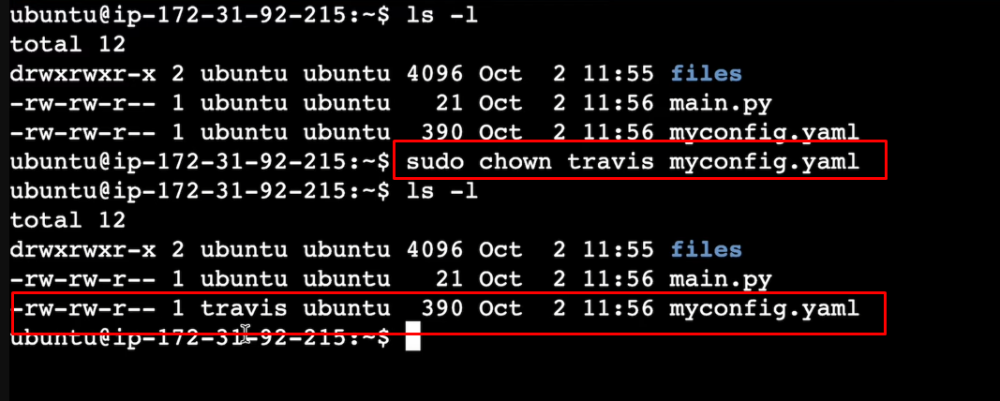 ubuntu@ip-172-31-92-215:~$ ls -l
total 12
drwxrwxr-x 2 ubuntu ubuntu 4096 Oct  2 11:55 files
-rw-rw-r-- 1 ubuntu ubuntu   21 Oct  2 11:56 main.py
-rw-rw-r-- 1 ubuntu ubuntu  390 Oct  2 11:56 myconfig.yaml
ubuntu@ip-172-31-92-215:~$ sudo chown travis myconfig.yaml
ubuntu@ip-172-31-92-215:~$ ls -l
total 12
drwxrwxr-x 2 ubuntu ubuntu 4096 Oct  2 11:55 files
-rw-rw-r-- 1 ubuntu ubuntu   21 Oct  2 11:56 main.py
-rw-rw-r-- 1 travis ubuntu  390 Oct  2 11:56 myconfig.yaml
ubuntu@ip-172-31-92-215:~$